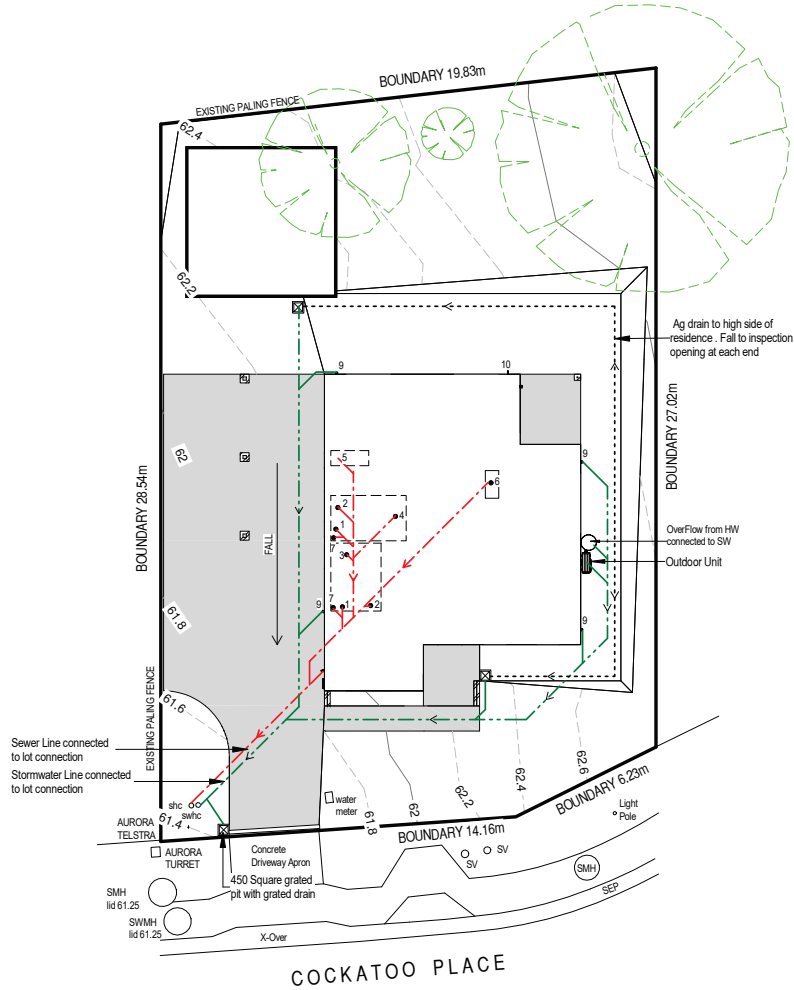 BOUNDARY 19.83m
EXISTING PALING FENCE
62.4
62.2
Ag drain to high side of
residence . Fall to inspection
opening at each end
9
10
BOUNDARY 27.02m
62
5
9
6
BOUNDARY 28.54m
2
1
4
7
3
FALL
OverFlow from HW
connected to SW
Outdoor Unit
61.8
9
7
1
2
9
EXISTING PALING FENCE
61.6
Sewer Line connected
to lot connection
Stormwater Line connected
to lot connection
62.6
62.4
62.2
62
61.8
BOUNDARY 6.23m
shc
swhc
61.4
water
meter
Light
Pole
AURORA
TELSTRA
BOUNDARY 14.16m
AURORA
TURRET
Concrete
Driveway Apron
450 Square grated
pit with grated drain
SV
SV
SMH
SEP
SMH
lid 61.25
SWMH
lid 61.25
X-Over
COCKATOO PLACE